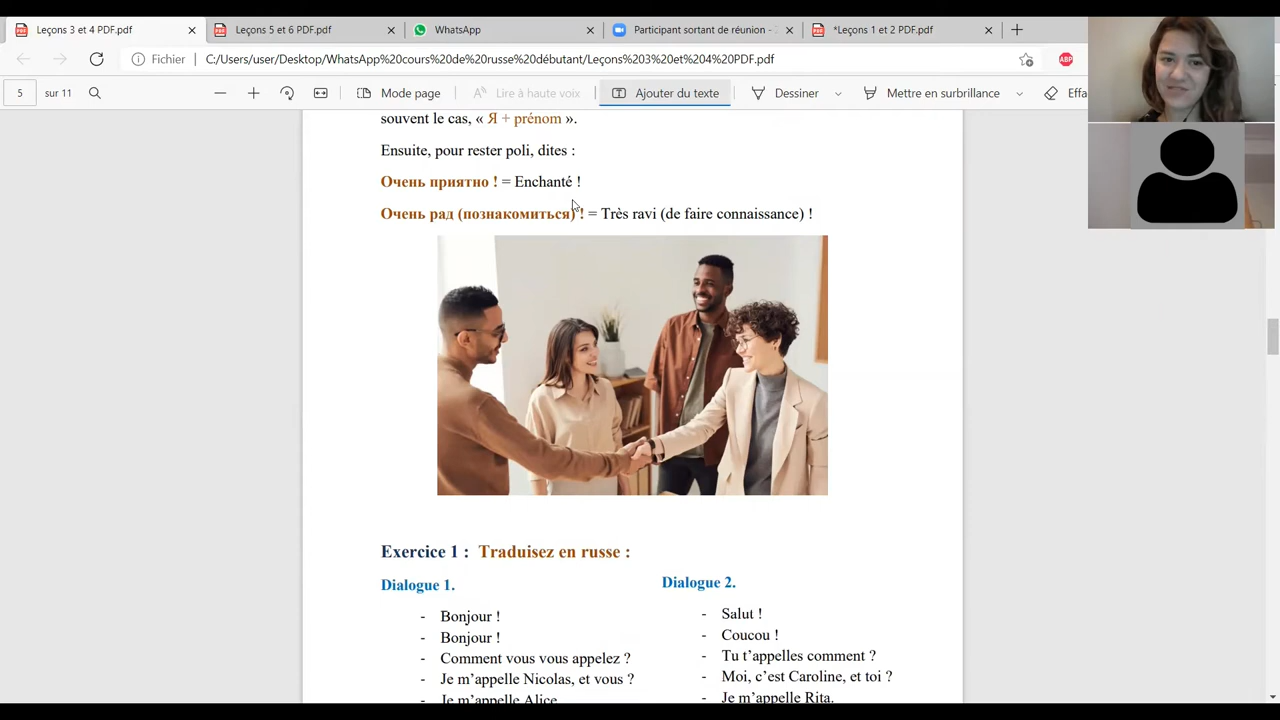 Leçons 3 et 4 PDF.pdf
Leçons 5 et 6 PDF.pdf
WhatsApp
Participant sortant de réunion -
*Leçons 1 et 2 PDF.pdf
Fichier
C:/Users/user/Desktop/WhatsApp%20cours%20de%20russe%20débutant/Leçons%203%20et%204%20PDF.pdf
ABP
5 sur 11
Mode page
Lire à haute voix
Ajouter du texte
Dessiner
Mettre en surbrillance
Effa
souvent le cas, « Я + prénom ».
Ensuite, pour rester poli, dites :
Очень приятно ! = Enchanté !
Очень рад (познакомиться) ! = Très ravi (de faire connaissance) !
Exercice 1 : Traduisez en russe :
Dialogue 1.
- Bonjour !
- Bonjour !
- Comment vous vous appelez ?
- Je m’appelle Nicolas, et vous ?
- Je m’appelle Alice.
Dialogue 2.
- Salut !
- Coucou !
- Tu t’appelles comment ?
- Moi, c’est Caroline, et toi ?
- Je m’appelle Rita.